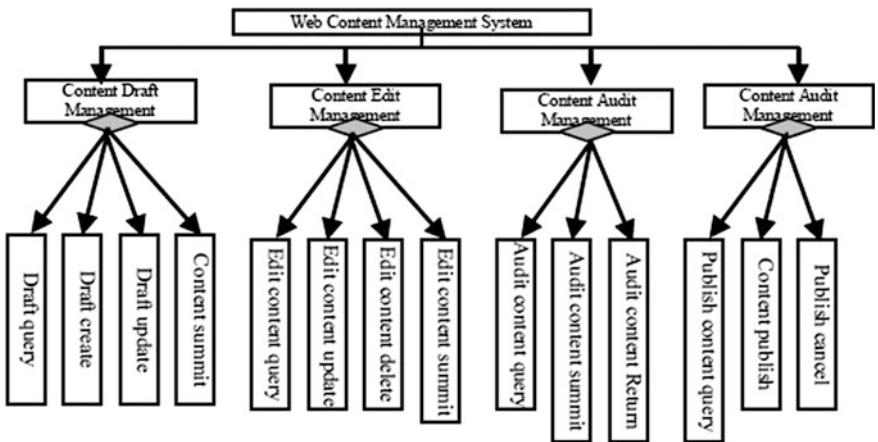 Web Content Management System
Content Draft
Management
Content Edit
Management
Content Audit
Management
Content Audit
Management
Draft query
Draft create
Draft update
Content summit
Edit content query
Edit content update
Edit content delete
Edit content summit
Audit content query
Audit content summit
Audit content Return
Publish content query
Content publish
Publish cancel